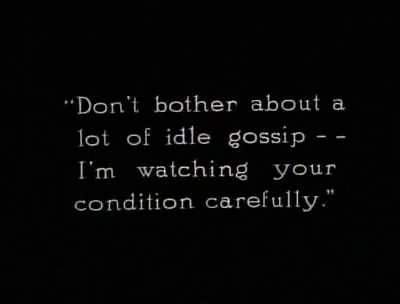 “Don't bother about a
lot of idle gossip - -
I'm watching your
condition carefully.”